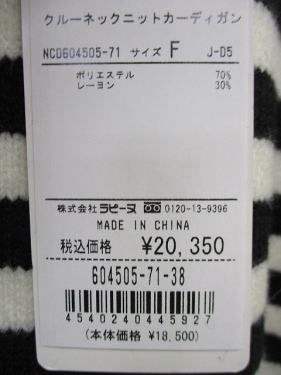 クルーネックニットカーディガン
NCD604505-71 サイズ F J-D5
ポリエステル 70%
レーヨン 30%
株式会社ラピーヌ 0120-13-9396
MADE IN CHINA
税込価格 ¥20,350
604505-71-38
4540240445927
(本体価格 ¥18,500)